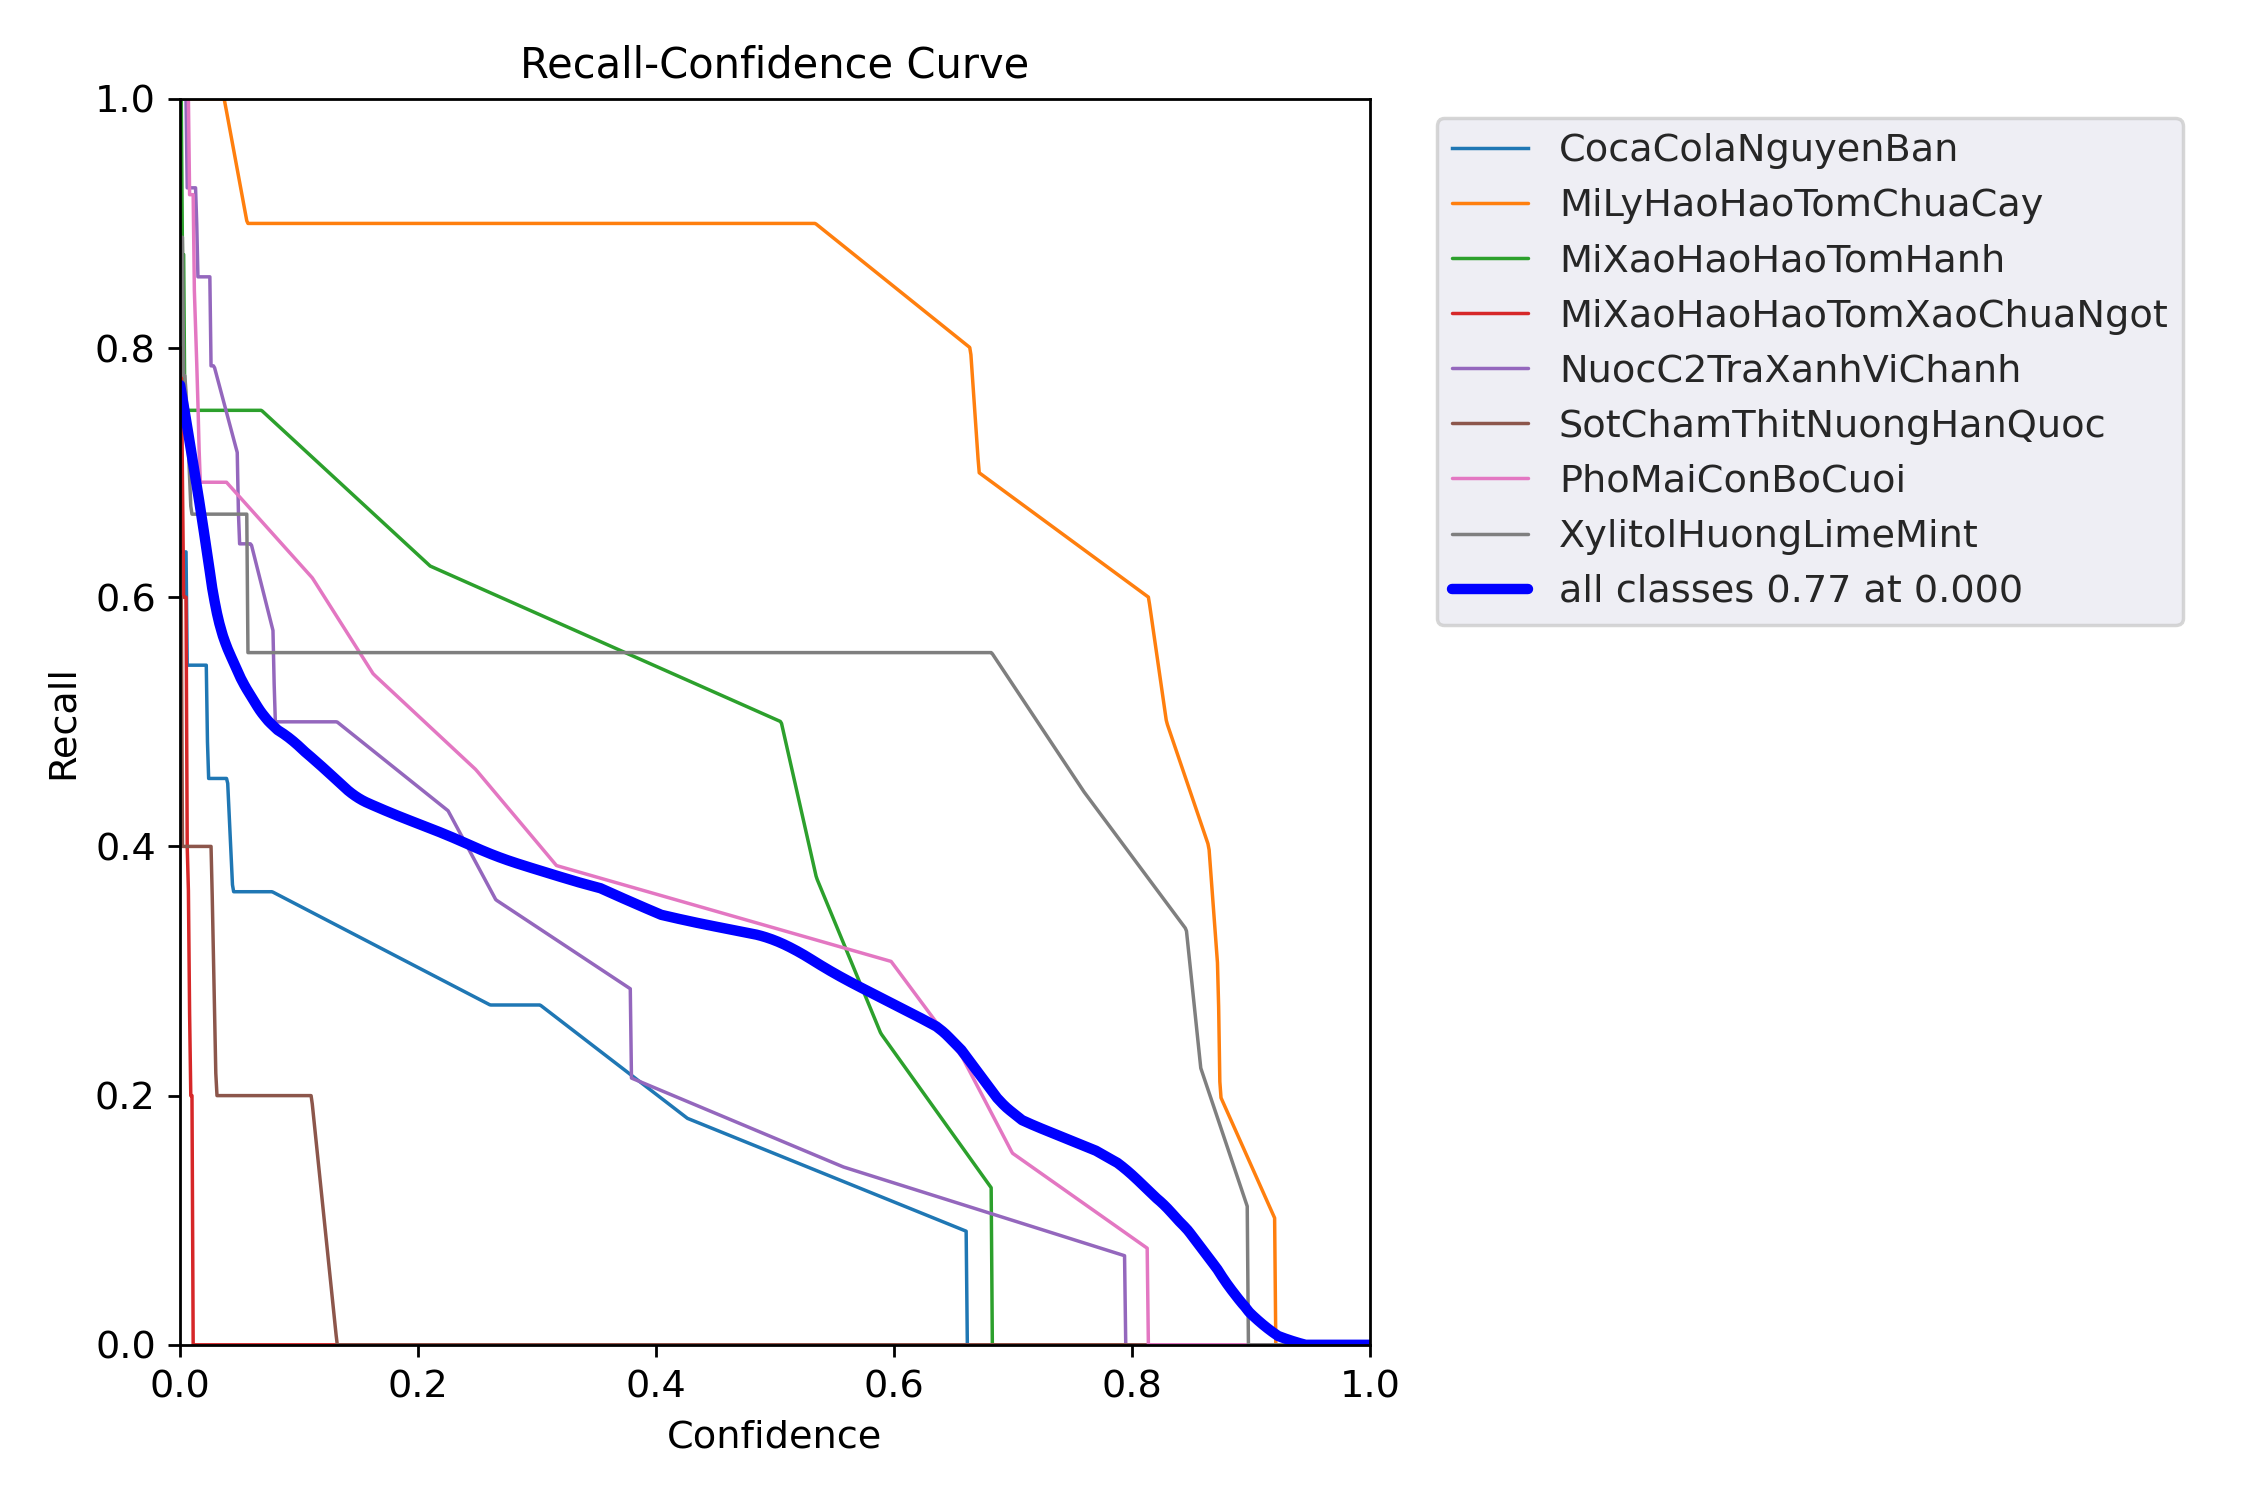 Recall-Confidence Curve
1.0
0.8
0.6
0.4
0.2
0.0
Recall
0.0 0.2 0.4 0.6 0.8 1.0
Confidence
CocaColaNguyenBan
MiLyHaoHaoTomChuaCay
MiXaoHaoHaoTomHanh
MiXaoHaoHaoTomXaoChuaNgot
NuocC2TraXanhViChanh
SotChamThitNuongHanQuoc
PhoMaiConBoCuoi
XylitolHuongLimeMint
all classes 0.77 at 0.000